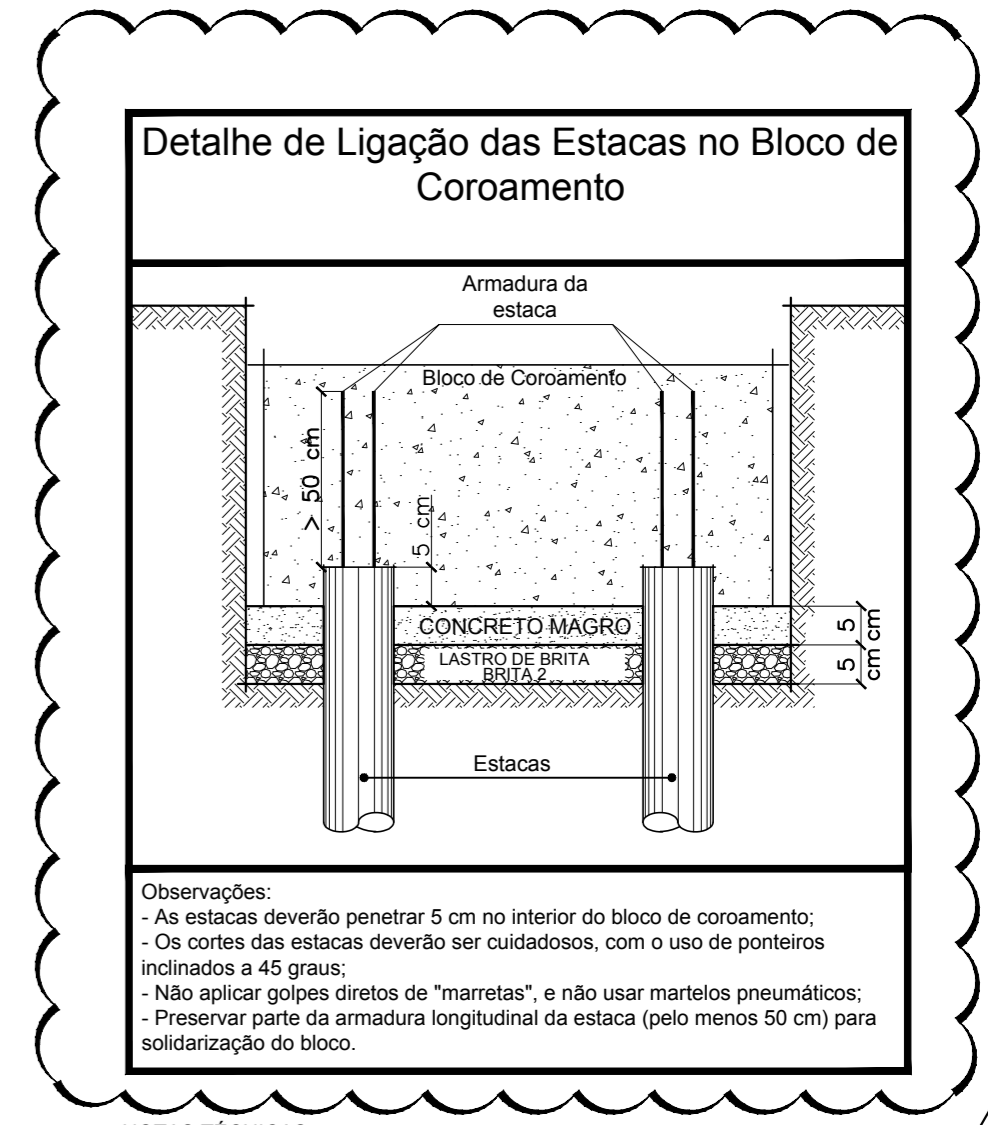 Detalhe de Ligação das Estacas no Bloco de
Coroamento
Armadura da
estaca
Bloco de Coroamento
> 50 cm
5 cm
CONCRETO MAGRO
5 cm
LASTRO DE BRITA
BRITA 2
5 cm
Estacas
Observações:
- As estacas deverão penetrar 5 cm no interior do bloco de coroamento;
- Os cortes das estacas deverão ser cuidadosos, com o uso de ponteiros
inclinados a 45 graus;
- Não aplicar golpes diretos de "marretas", e não usar martelos pneumáticos;
- Preservar parte da armadura longitudinal da estaca (pelo menos 50 cm) para
solidarização do bloco.